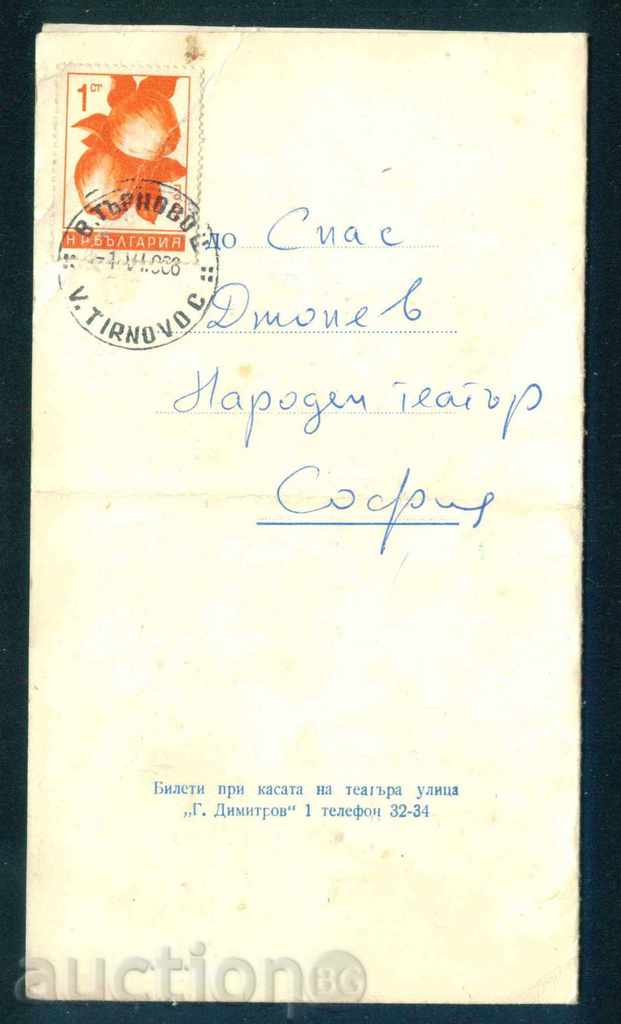 1 СТ
Н Р БЪЛГАРИЯ
В. ТЪРНОВО
V. TIRNOVO C
до Спас
Джонев
Народен театър
София
Билети при касата на театъра улица
„Г. Димитров“ 1 телефон 32-34
auction BG